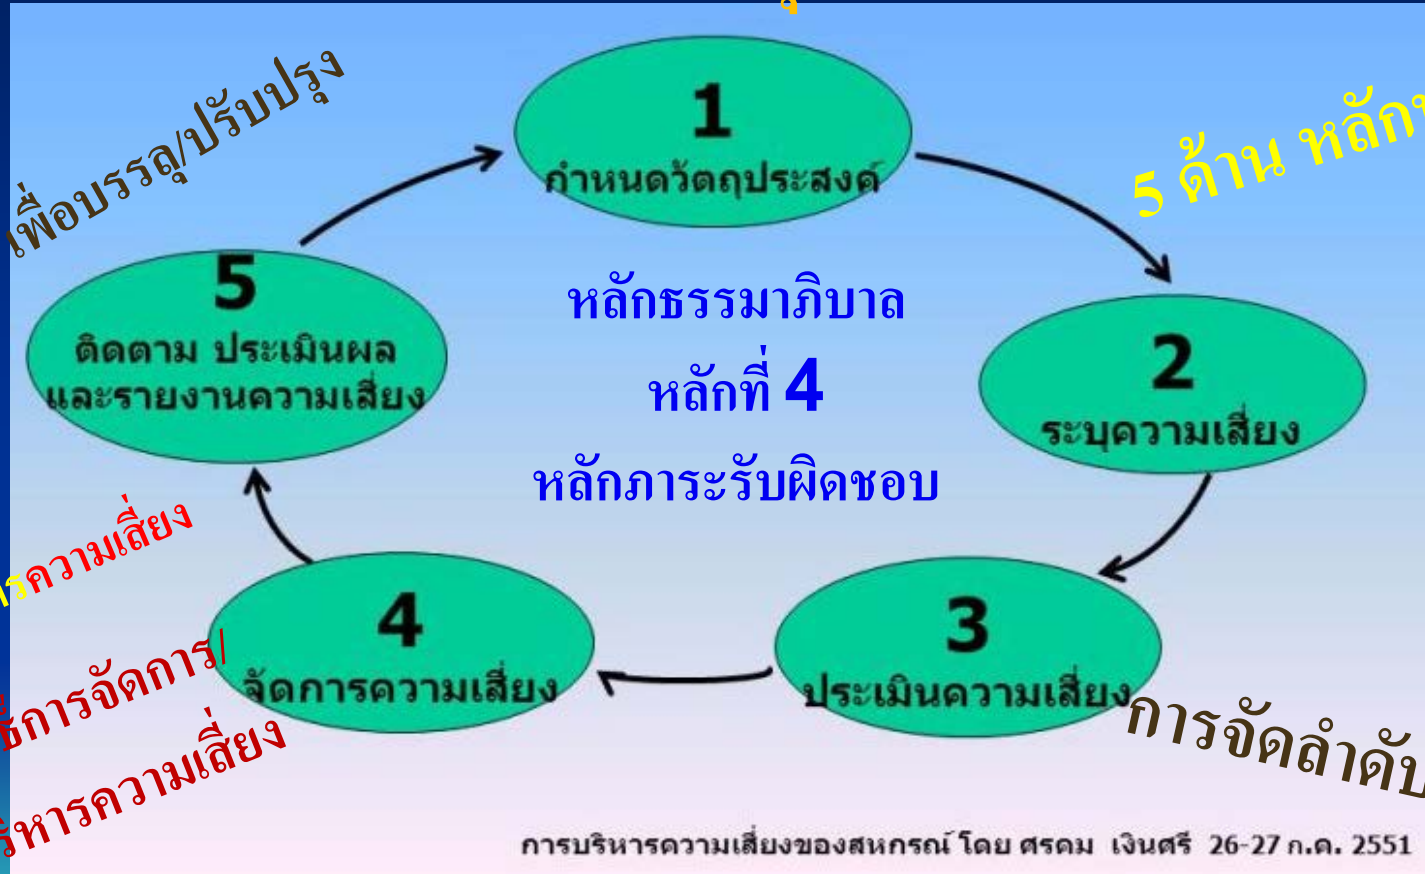 เพื่อบรรลุ/ปรับปรุง
1
กำหนดวัตถุประสงค์
5 ด้าน
5
ติดตาม ประเมินผล
และรายงานความเสี่ยง
หลักธรรมาภิบาล
หลักที่ 4
หลักภาระรับผิดชอบ
2
ระบุความเสี่ยง
ความเสี่ยง
4
จัดการความเสี่ยง
3
ประเมินความเสี่ยง
การจัดการ/
ความเสี่ยง
การจัดลำดับ
การบริหารความเสี่ยงของสหกรณ์ โดย ศรคม เงินศรี 26-27 ก.ค. 2551